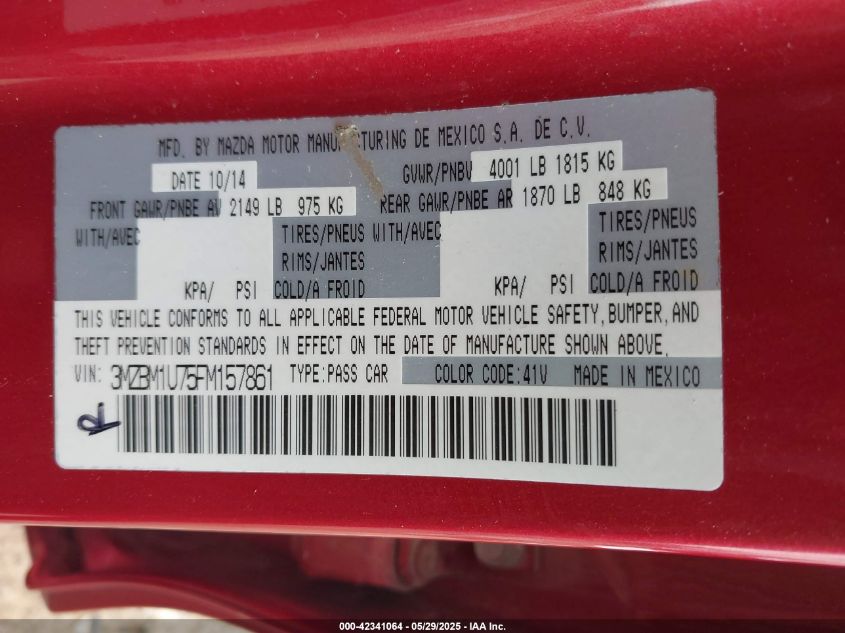 MFD. BY MAZDA MOTOR MANUFACTURING DE MEXICO S.A. DE C.V.
DATE 10/14 GVWR/PNBV 4001 LB 1815 KG
FRONT GAWR/PNBE AV 2149 LB 975 KG REAR GAWR/PNBE AR 1870 LB 848 KG
WITH/AVEC TIRES/PNEUS WITH/AVEC TIRES/PNEUS
RIMS/JANTES RIMS/JANTES
KPA/ PSI COLD/A FROID KPA/ PSI COLD/A FROID
THIS VEHICLE CONFORMS TO ALL APPLICABLE FEDERAL MOTOR VEHICLE SAFETY, BUMPER, AND
THEFT PREVENTION STANDARDS IN EFFECT ON THE DATE OF MANUFACTURE SHOWN ABOVE.
VIN: 3MZBM1U75FM157861 TYPE:PASS CAR COLOR CODE:41V MADE IN MEXICO
000-42341064 - 05/29/2025 - IAA Inc.